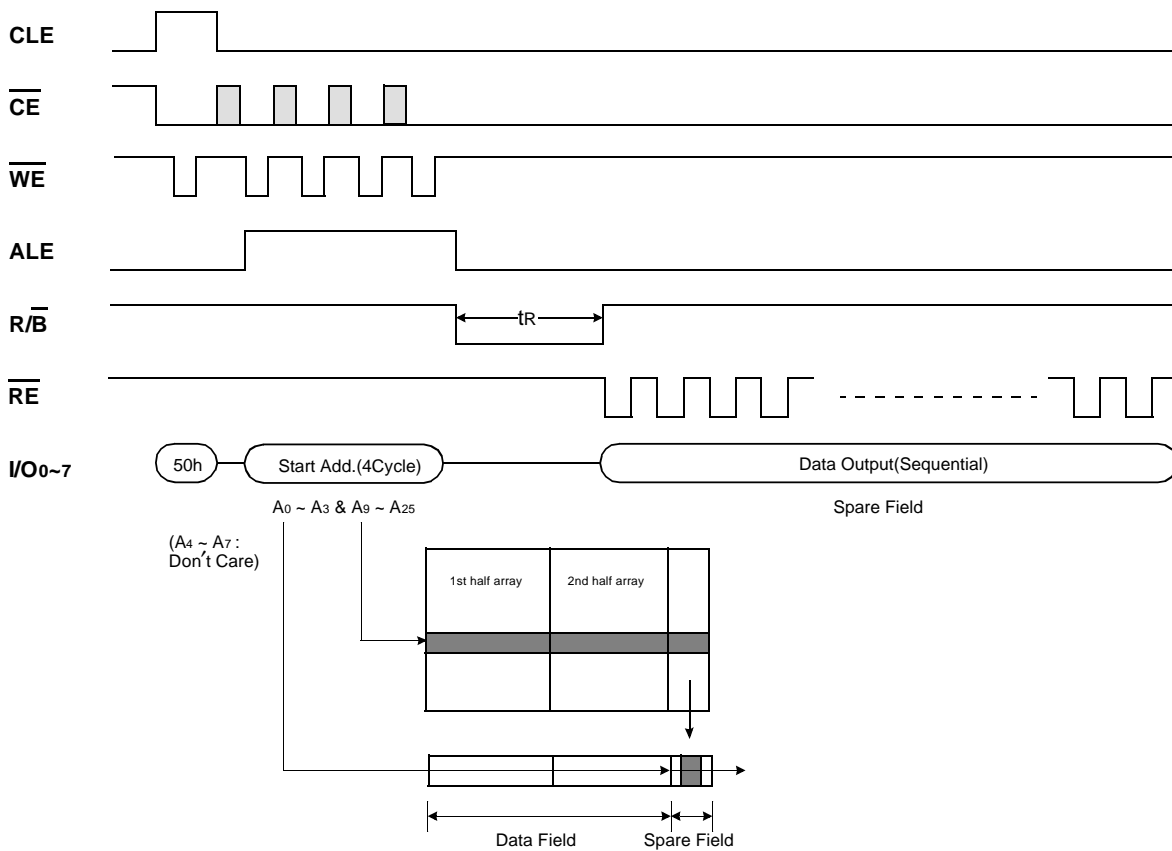 CLE
CE
WE
ALE
R/B
tR
RE
I/O0~7
50h
Start Add.(4Cycle)
Data Output(Sequential)
A0 ~ A3 & A9 ~ A25
Spare Field
(A4 ~ A7 :
Don't Care)
1st half array
2nd half array
Data Field
Spare Field